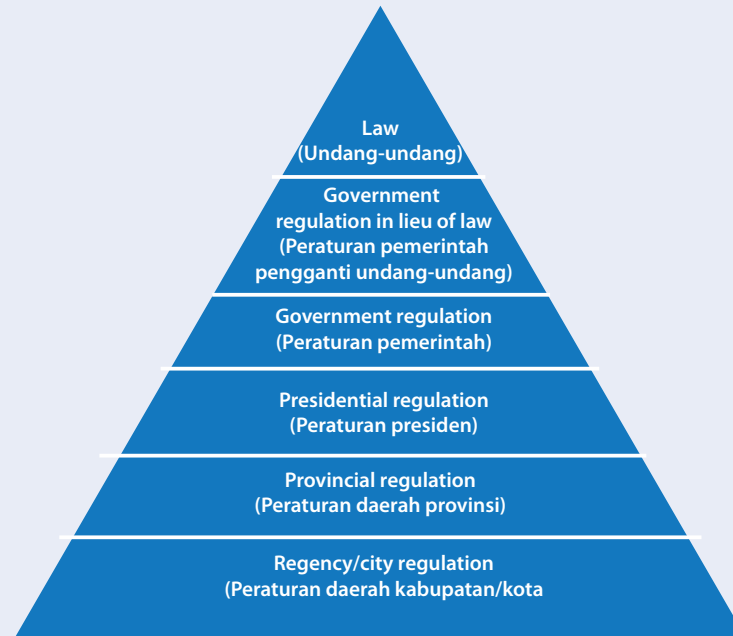 Law
(Undang-undang)
Government
regulation in lieu of law
(Peraturan pemerintah
pengganti undang-undang)
Government regulation
(Peraturan pemerintah)
Presidential regulation
(Peraturan presiden)
Provincial regulation
(Peraturan daerah provinsi)
Regency/city regulation
(Peraturan daerah kabupatan/kota